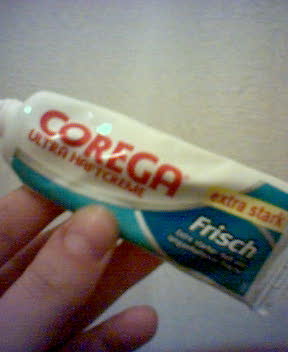 COREGA
ULTRA HAFTCREME
extra stark
Frisch